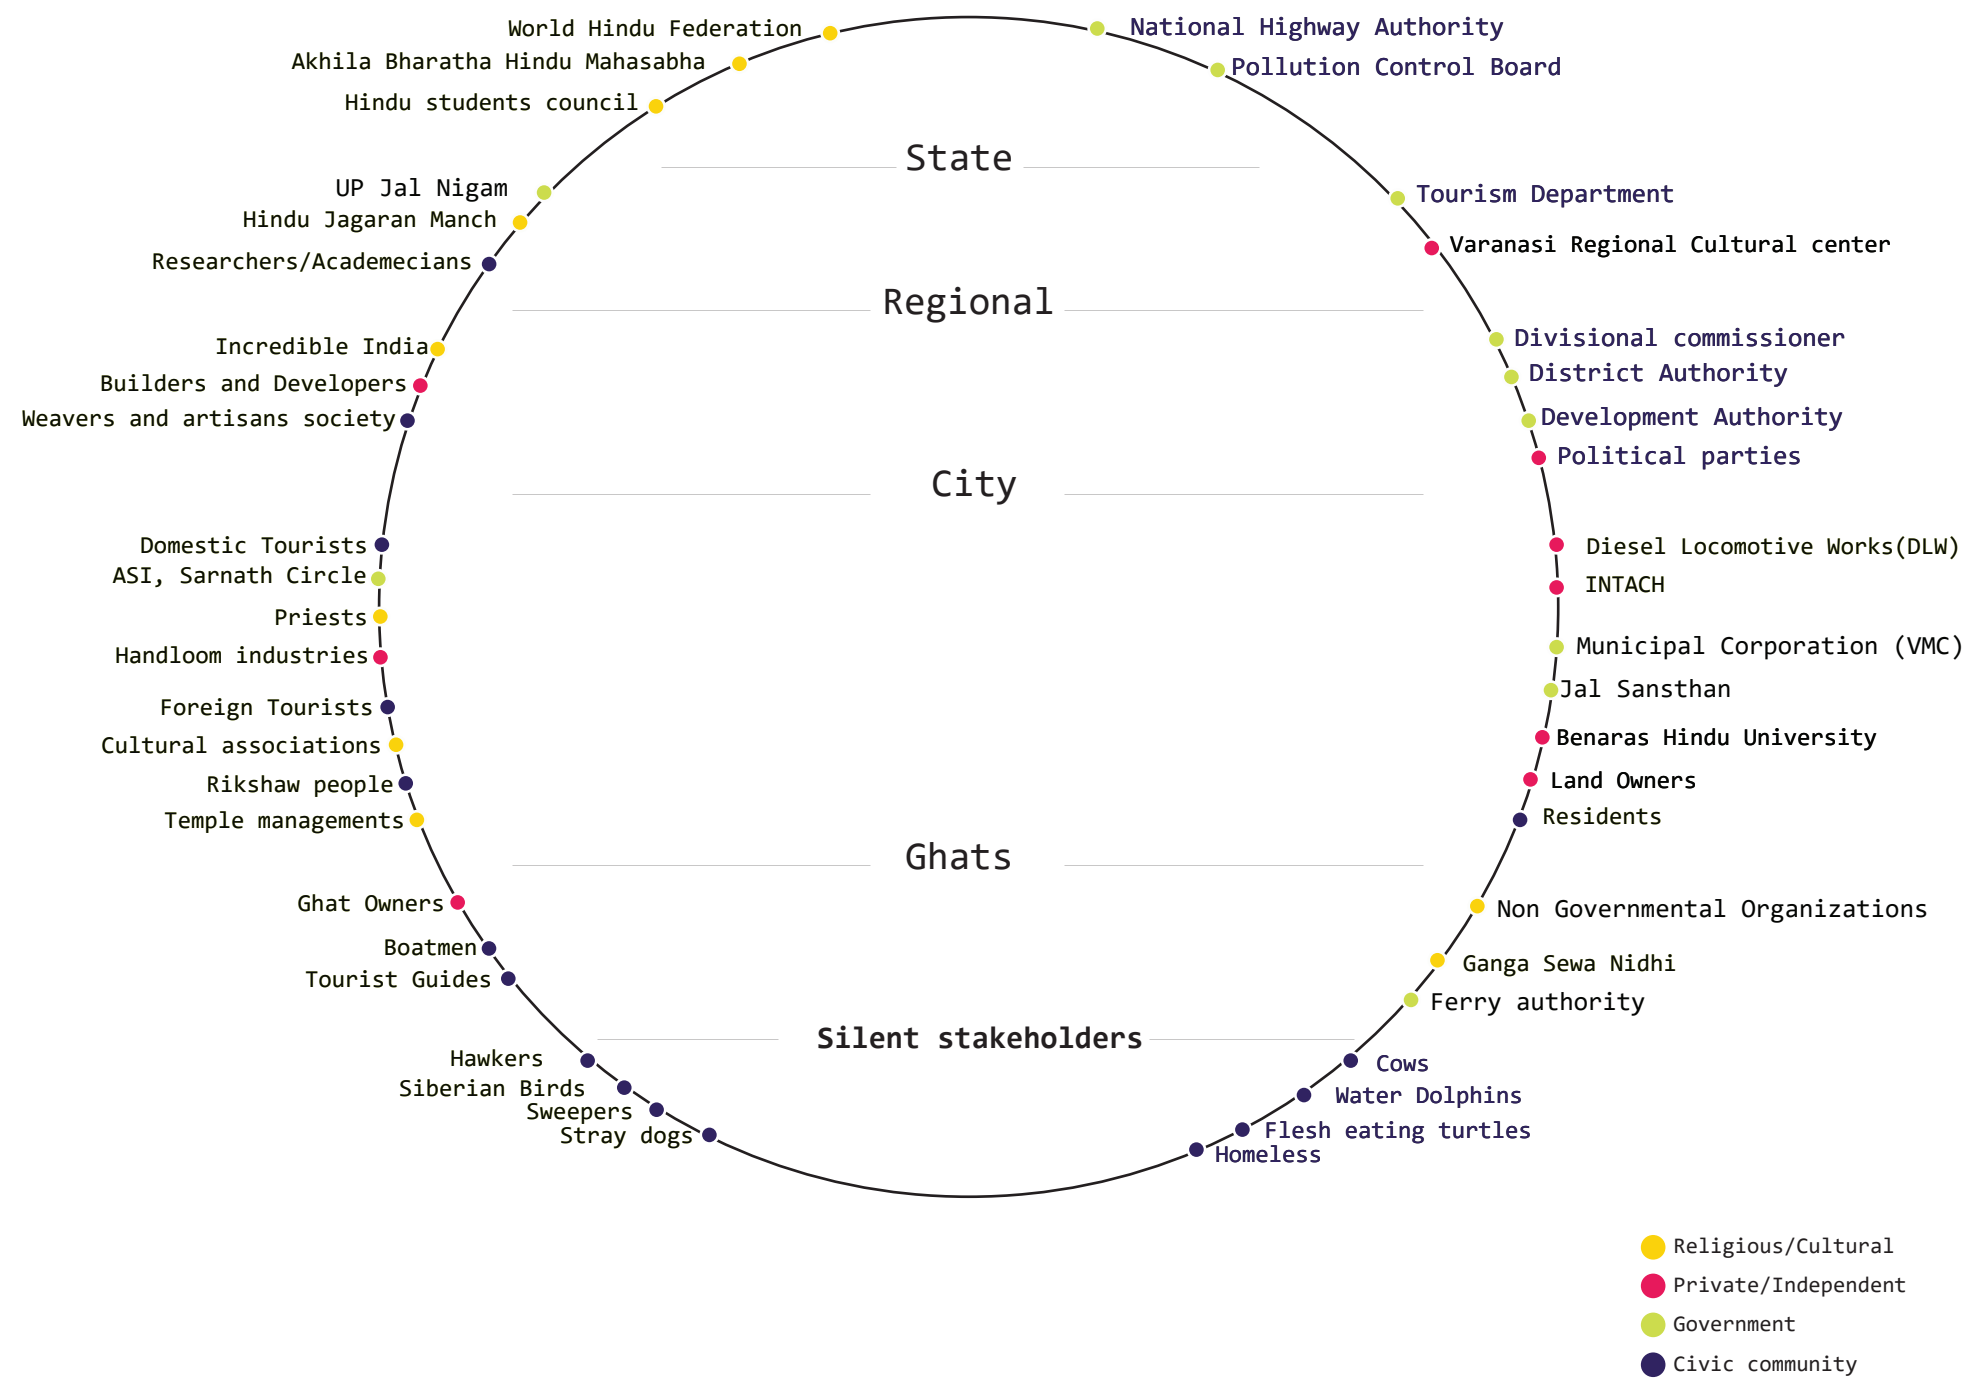 World Hindu Federation
Akhila Bharatha Hindu Mahasabha
Hindu students council
National Highway Authority
Pollution Control Board
State
UP Jal Nigam
Hindu Jagaran Manch
Researchers/Academecians
Tourism Department
Varanasi Regional Cultural center
Regional
Incredible India
Builders and Developers
Weavers and artisans society
Divisional commissioner
District Authority
Development Authority
Political parties
City
Domestic Tourists
ASI, Sarnath Circle
Priests
Handloom industries
Foreign Tourists
Cultural associations
Rikshaw people
Temple managements
Diesel Locomotive Works(DLW)
INTACH
Municipal Corporation (VMC)
Jal Sansthan
Benaras Hindu University
Land Owners
Residents
Ghats
Ghat Owners
Boatmen
Tourist Guides
Non Governmental Organizations
Ganga Sewa Nidhi
Ferry authority
Silent stakeholders
Hawkers
Siberian Birds
Sweepers
Stray dogs
Cows
Water Dolphins
Flesh eating turtles
Homeless
Religious/Cultural
Private/Independent
Government
Civic community